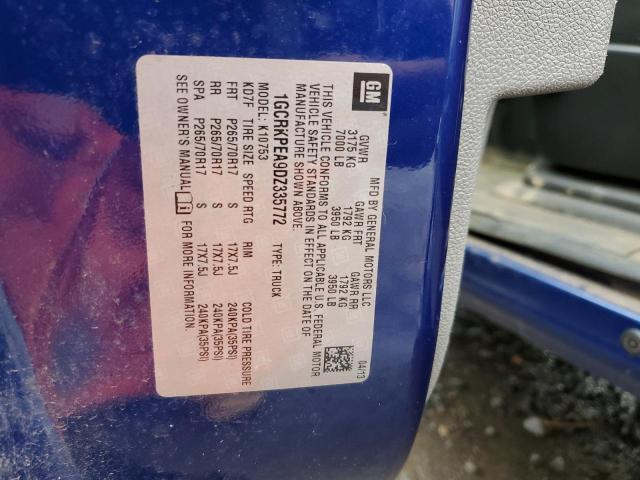 GM
MFD BY GENERAL MOTORS LLC
04/13
GVWR GAWR FRT GAWR RR
3175 KG 1792 KG 1792 KG
7000 LB 3950 LB 3950 LB
THIS VEHICLE CONFORMS TO ALL APPLICABLE U.S. FEDERAL MOTOR
VEHICLE SAFETY STANDARDS IN EFFECT ON THE DATE OF
MANUFACTURE SHOWN ABOVE.
1GCRKPEA9DZ335772 TYPE: TRUCK
MODEL: K10753
KD7F TIRE SIZE SPEED RTG RIM COLD TIRE PRESSURE
FRT P265/70R17 S 17X7.5J 240KPA(35PSI)
RR P265/70R17 S 17X7.5J 240KPA(35PSI)
SPA P265/70R17 S 17X7.5J 240KPA(35PSI)
SEE OWNER'S MANUAL FOR MORE INFORMATION.